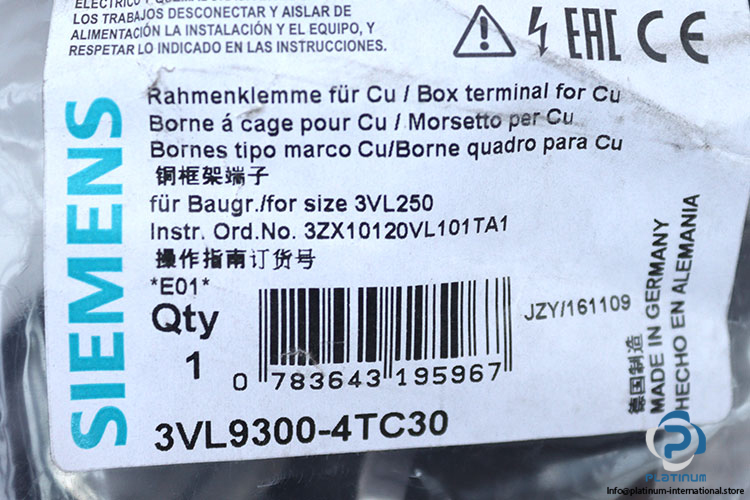 ELÉCTRICO Y QUEMADURAS
LOS TRABAJOS DESCONECTAR Y AISLAR DE
ALIMENTACIÓN LA INSTALACIÓN Y EL EQUIPO, Y
RESPETAR LO INDICADO EN LAS INSTRUCCIONES.
EAC CE
SIEMENS
Rahmenklemme für Cu / Box terminal for Cu
Borne á cage pour Cu / Morsetto per Cu
Bornes tipo marco Cu/Borne quadro para Cu
铜框架端子
für Baugr./for size 3VL250
Instr. Ord.No. 3ZX10120VL101TA1
操作指南订货号
*E01*
Qty
1
JZY/161109
0 783643 195967
3VL9300-4TC30
德国制造
MADE IN GERMANY
HECHO EN ALEMANIA
PLATINUM
Info@platinum-international.store